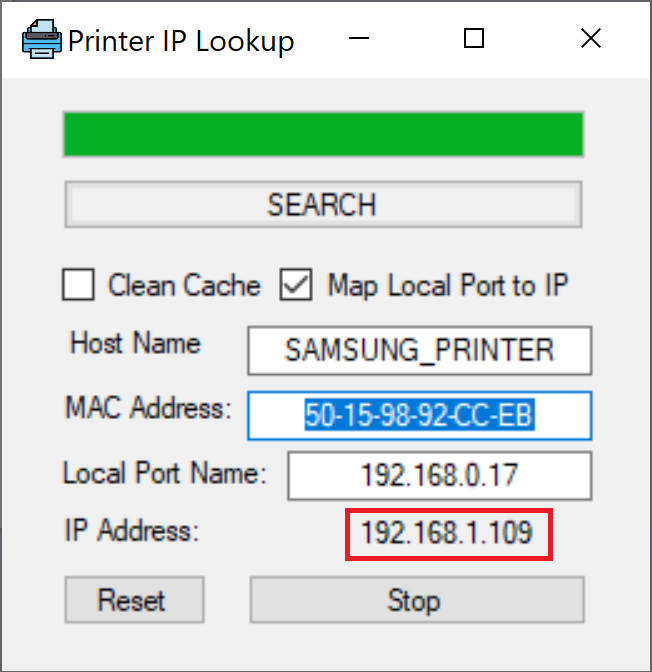 Printer IP Lookup
SEARCH
Clean Cache Map Local Port to IP
Host Name SAMSUNG_PRINTER
MAC Address: 50-15-98-92-CC-EB
Local Port Name: 192.168.0.17
IP Address: 192.168.1.109
Reset Stop